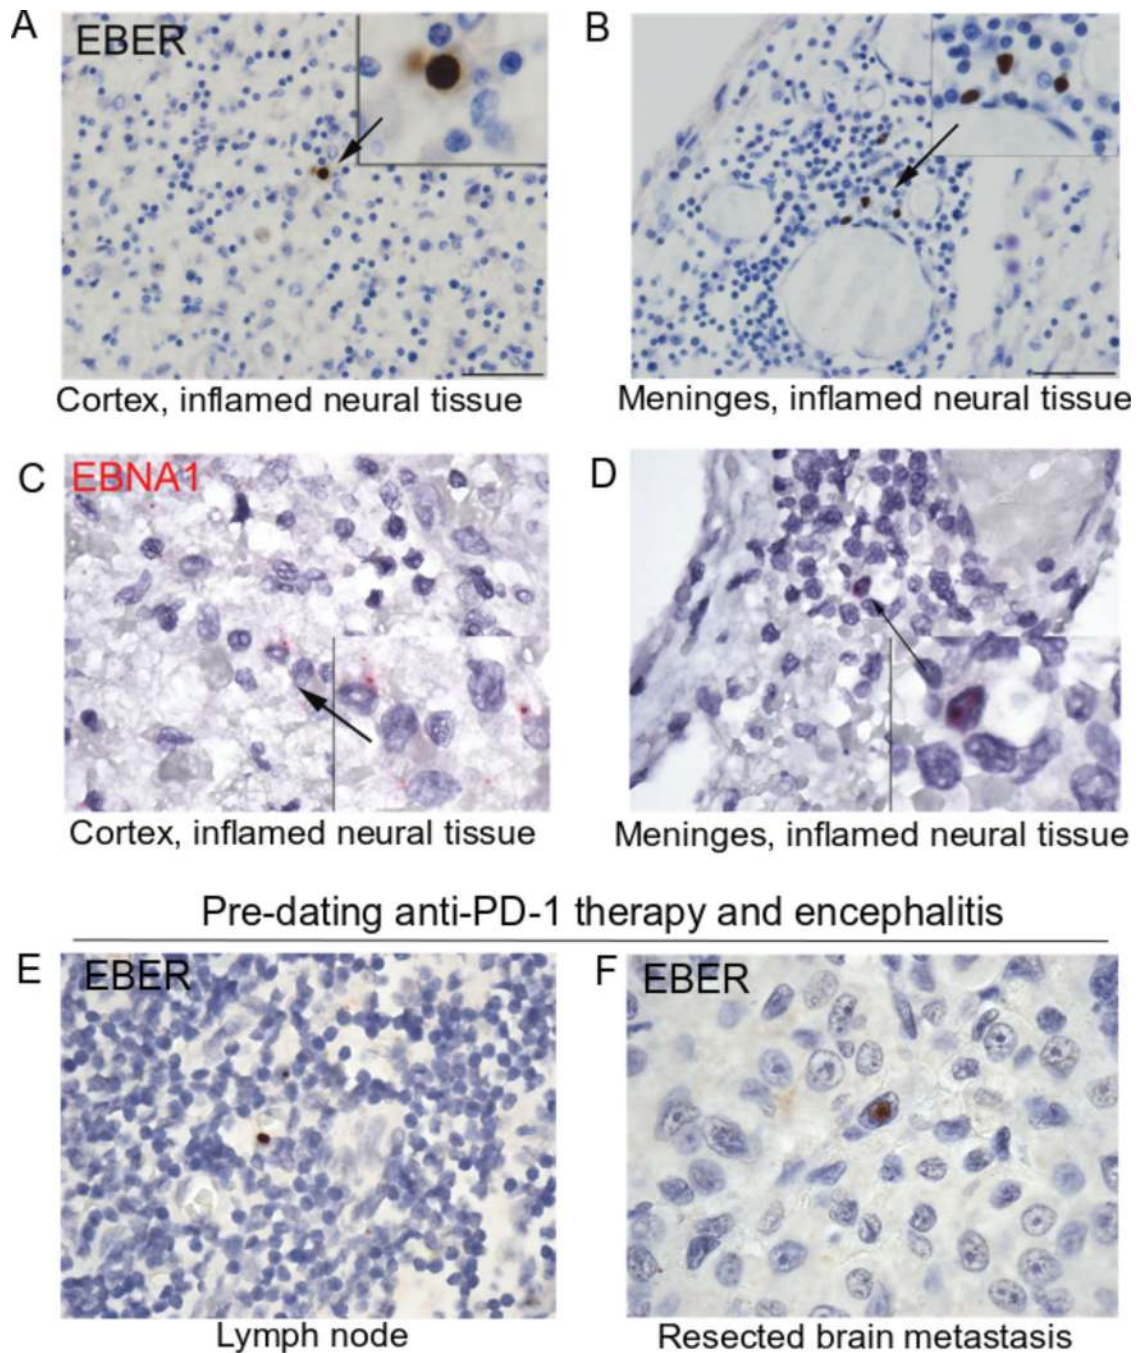 A
EBER
B
Cortex, inflamed neural tissue
Meninges, inflamed neural tissue
C
EBNA1
D
Cortex, inflamed neural tissue
Meninges, inflamed neural tissue
Pre-dating anti-PD-1 therapy and encephalitis
E
EBER
F
EBER
Lymph node
Resected brain metastasis